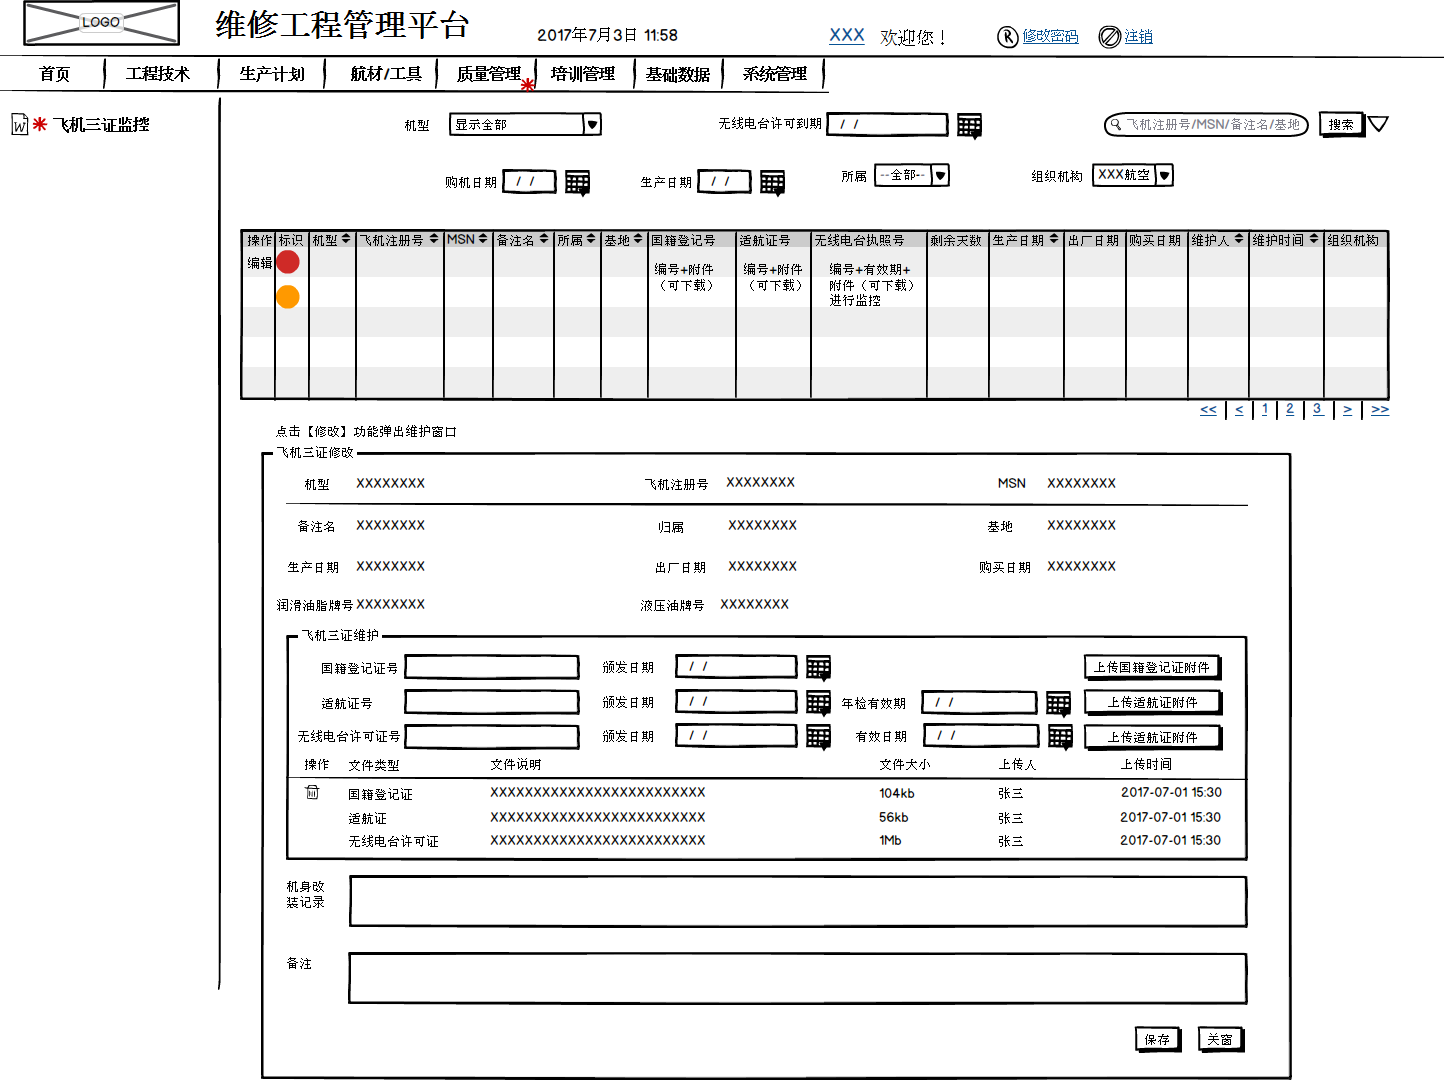 LOGO
维修工程管理平台
2017年7月3日 11:58
XXX 欢迎您！
修改密码
注销
首页 工程技术 生产计划 航材/工具 质量管理 培训管理 基础数据 系统管理
飞机三证监控
机型 显示全部
无线电台许可到期 / /
飞机注册号/MSN/备注名/基地
搜索
购机日期 / /
生产日期 / /
所属 --全部--
组织机构 XXX航空
操作 标识 机型 飞机注册号 MSN 备注名 所属 基地 国籍登记号 适航证号 无线电台执照号 剩余天数 生产日期 出厂日期 购买日期 维护人 维护时间 组织机构
编辑
编号+附件
（可下载）
编号+附件
（可下载）
编号+有效期+
附件（可下载）
进行监控
<< < 1 2 3 > >>
点击【修改】功能弹出维护窗口
飞机三证修改
机型 XXXXXXXX 飞机注册号 XXXXXXXX MSN XXXXXXXX
备注名 XXXXXXXX 归属 XXXXXXXX 基地 XXXXXXXX
生产日期 XXXXXXXX 出厂日期 XXXXXXXX 购买日期 XXXXXXXX
润滑油脂牌号 XXXXXXXX 液压油牌号 XXXXXXXX
飞机三证维护
国籍登记证号 颁发日期 / / 上传国籍登记证附件
适航证号 颁发日期 / / 年检有效期 / / 上传适航证附件
无线电台许可证号 颁发日期 / / 有效日期 / / 上传适航证附件
操作 文件类型 文件说明 文件大小 上传人 上传时间
国籍登记证 XXXXXXXXXXXXXXXXXXXXXXXXX 104kb 张三 2017-07-01 15:30
适航证 XXXXXXXXXXXXXXXXXXXXXXXXX 56kb 张三 2017-07-01 15:30
无线电台许可证 XXXXXXXXXXXXXXXXXXXXXXXXX 1Mb 张三 2017-07-01 15:30
机身改
装记录
备注
保存 关窗